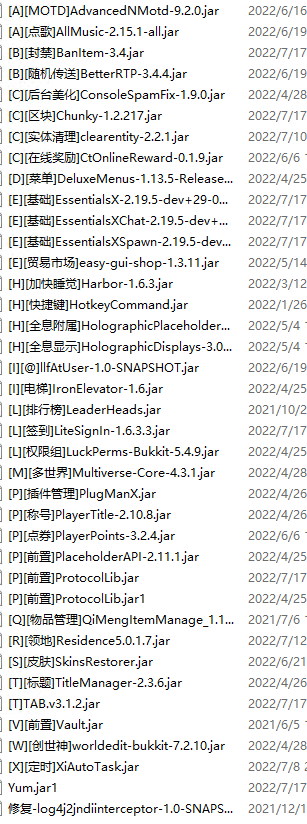 [A][MOTD]AdvancedNMotd-9.2.0.jar 2022/6/16
[A][点歌]AllMusic-2.15.1-all.jar 2022/6/19
[B][封禁]BanItem-3.4.jar 2022/7/17
[B][随机传送]BetterRTP-3.4.4.jar 2022/6/19
[C][后台美化]ConsoleSpamFix-1.9.0.jar 2022/4/28
[C][区块]Chunky-1.2.217.jar 2022/7/17
[C][实体清理]clearentity-2.2.1.jar 2022/7/10
[C][在线奖励]CtOnlineReward-0.1.9.jar 2022/6/6
[D][菜单]DeluxeMenus-1.13.5-Release... 2022/4/25
[E][基础]EssentialsX-2.19.5-dev+29-0... 2022/7/17
[E][基础]EssentialsXChat-2.19.5-dev+... 2022/7/17
[E][基础]EssentialsXSpawn-2.19.5-dev... 2022/7/17
[E][贸易市场]easy-gui-shop-1.3.11.jar 2022/5/14
[H][加快睡觉]Harbor-1.6.3.jar 2022/3/12
[H][快捷键]HotkeyCommand.jar 2022/1/26
[H][全息附属]HolographicPlaceholder... 2022/5/4
[H][全息显示]HolographicDisplays-3.0... 2022/5/4
[I][@]llfAtUser-1.0-SNAPSHOT.jar 2022/6/19
[I][电梯]IronElevator-1.6.jar 2022/4/25
[L][排行榜]LeaderHeads.jar 2021/10/2
[L][签到]LiteSignIn-1.6.3.3.jar 2022/7/17
[L][权限组]LuckPerms-Bukkit-5.4.9.jar 2022/4/25
[M][多世界]Multiverse-Core-4.3.1.jar 2022/4/28
[P][插件管理]PlugManX.jar 2022/4/26
[P][称号]PlayerTitle-2.10.8.jar 2022/4/26
[P][点券]PlayerPoints-3.2.4.jar 2022/6/6
[P][前置]PlaceholderAPI-2.11.1.jar 2022/4/25
[P][前置]ProtocolLib.jar 2022/7/17
[P][前置]ProtocolLib.jar1 2022/4/25
[Q][物品管理]QiMengItemManage_1.1... 2021/7/6
[R][领地]Residence5.0.1.7.jar 2022/7/12
[S][皮肤]SkinsRestorer.jar 2022/6/21
[T][标题]TitleManager-2.3.6.jar 2022/4/26
[T]TAB.v3.1.2.jar 2022/7/17
[V][前置]Vault.jar 2021/6/5
[W][创世神]worldedit-bukkit-7.2.10.jar 2022/4/28
[X][定时]XiAutoTask.jar 2022/7/8
Yum.jar1 2022/7/17
修复-log4j2jndiinterceptor-1.0-SNAPS... 2021/12/1